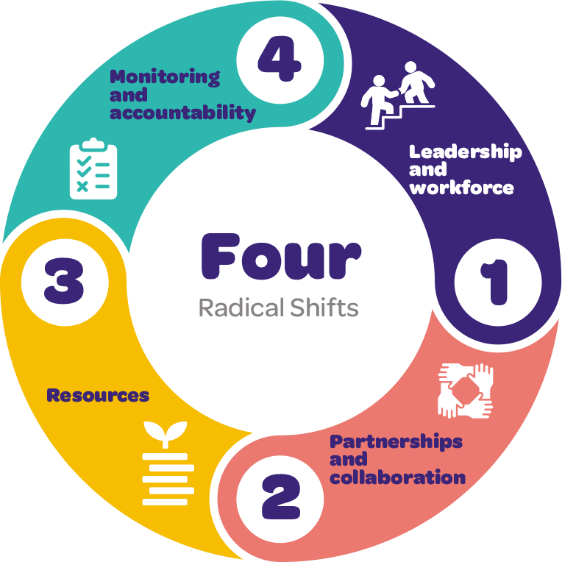 Four
Radical Shifts
1
Leadership
and
workforce
2
Partnerships
and
collaboration
3
Resources
4
Monitoring
and
accountability